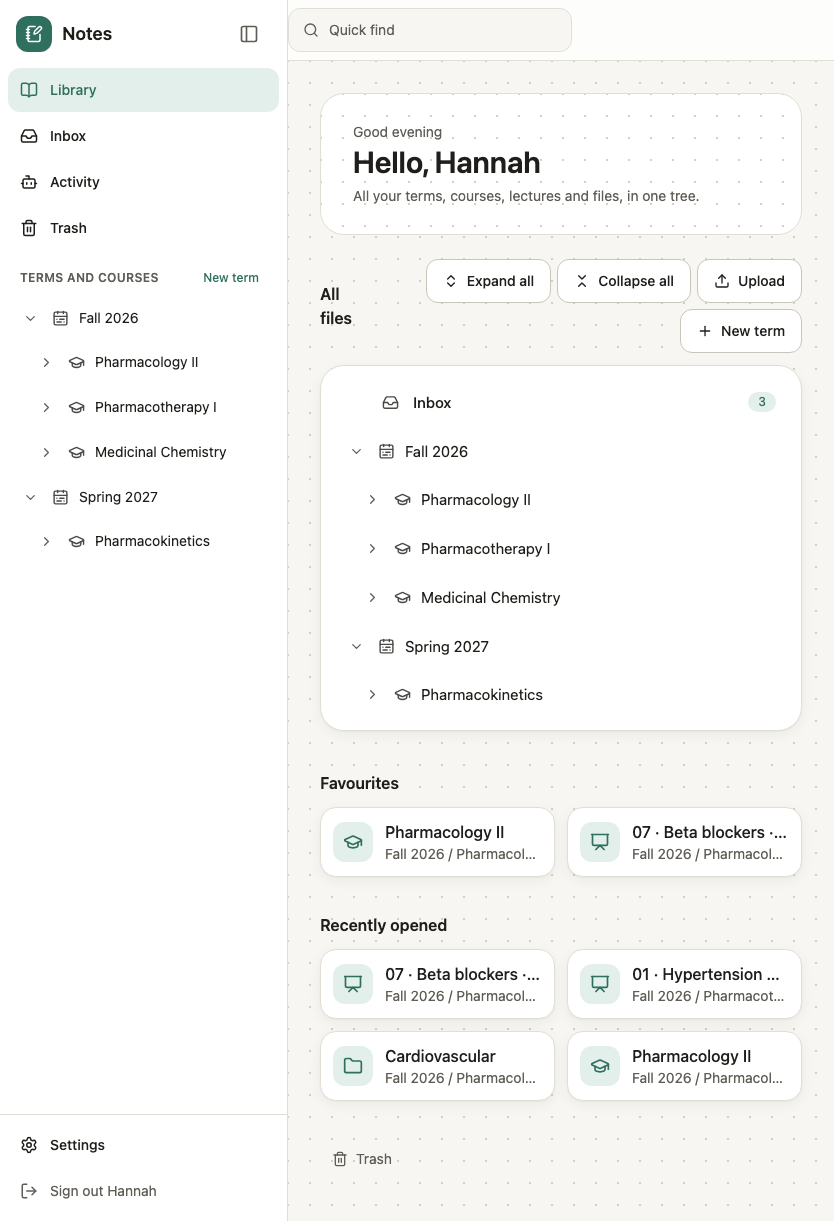 Notes
Library
Inbox
Activity
Trash
TERMS AND COURSES
New term
Fall 2026
Pharmacology II
Pharmacotherapy I
Medicinal Chemistry
Spring 2027
Pharmacokinetics
Settings
Sign out Hannah
Quick find
Good evening
Hello, Hannah
All your terms, courses, lectures and files, in one tree.
All
files
Expand all
Collapse all
Upload
New term
Inbox
3
Fall 2026
Pharmacology II
Pharmacotherapy I
Medicinal Chemistry
Spring 2027
Pharmacokinetics
Favourites
Pharmacology II
Fall 2026 / Pharmacol...
07 · Beta blockers ·...
Fall 2026 / Pharmacol...
Recently opened
07 · Beta blockers ·...
Fall 2026 / Pharmacol...
01 · Hypertension ...
Fall 2026 / Pharmacot...
Cardiovascular
Fall 2026 / Pharmacol...
Pharmacology II
Fall 2026 / Pharmacol...
Trash